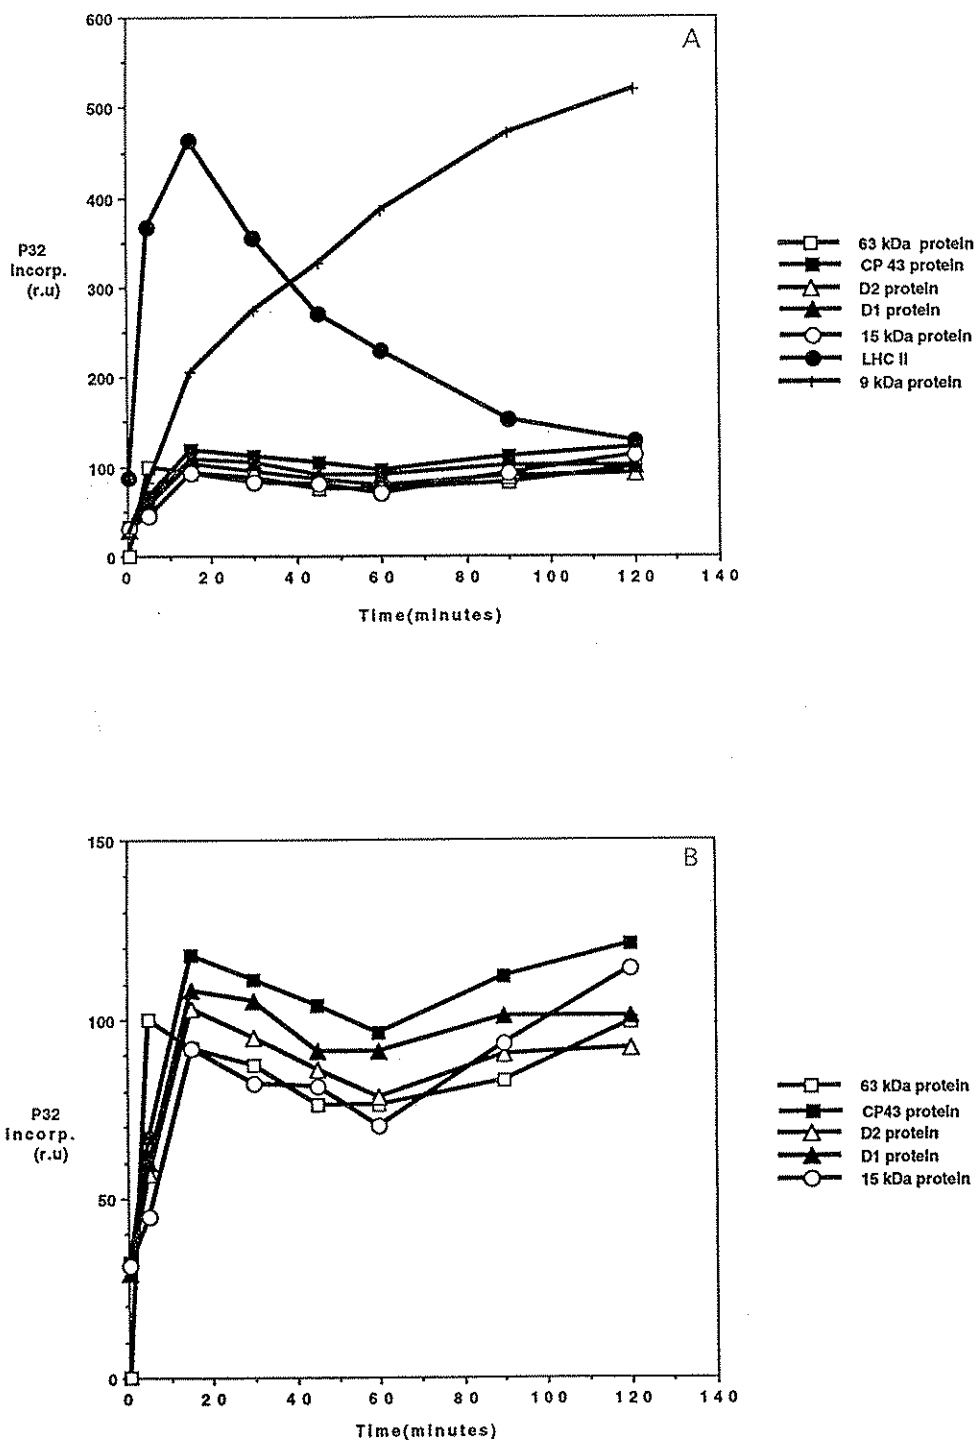 A
600
500
400
300
200
100
0
P32
incorp.
(r.u)
0 20 40 60 80 100 120 140
Time(minutes)
63 kDa protein
CP 43 protein
D2 protein
D1 protein
15 kDa protein
LHC II
9 kDa protein
B
150
100
50
0
P32
incorp.
(r.u)
0 20 40 60 80 100 120 140
Time(minutes)
63 kDa protein
CP43 protein
D2 protein
D1 protein
15 kDa protein